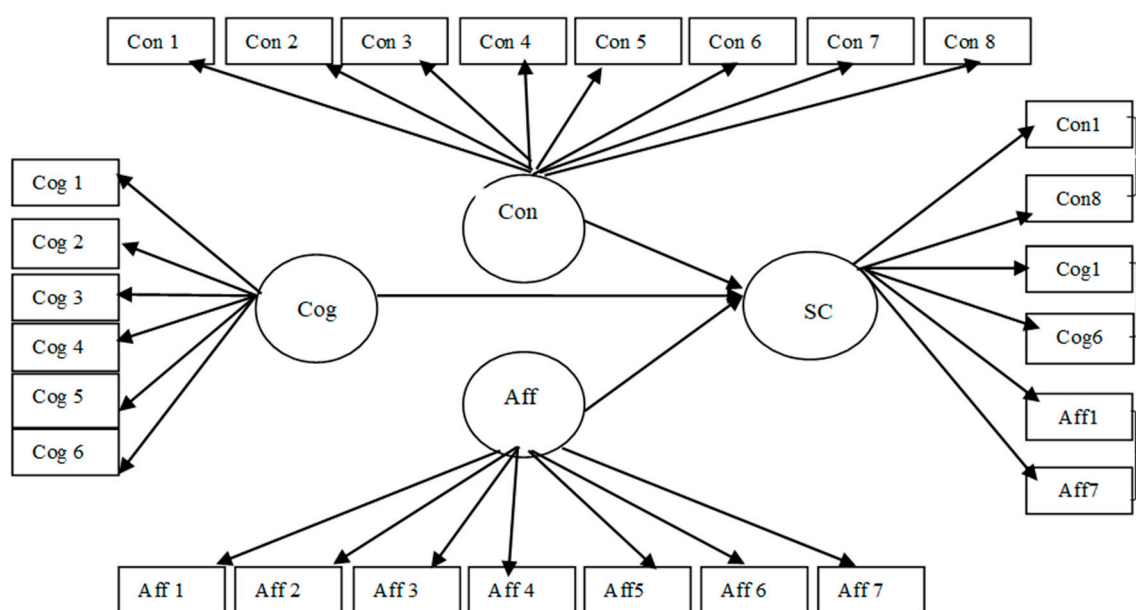 Con 1
Con 2
Con 3
Con 4
Con 5
Con 6
Con 7
Con 8
Con1
Cog 1
Con8
Con
Cog 2
Cog1
Cog 3
Cog
SC
Cog6
Cog 4
Cog 5
Aff
Aff1
Cog 6
Aff7
Aff 1
Aff 2
Aff 3
Aff 4
Aff5
Aff 6
Aff 7